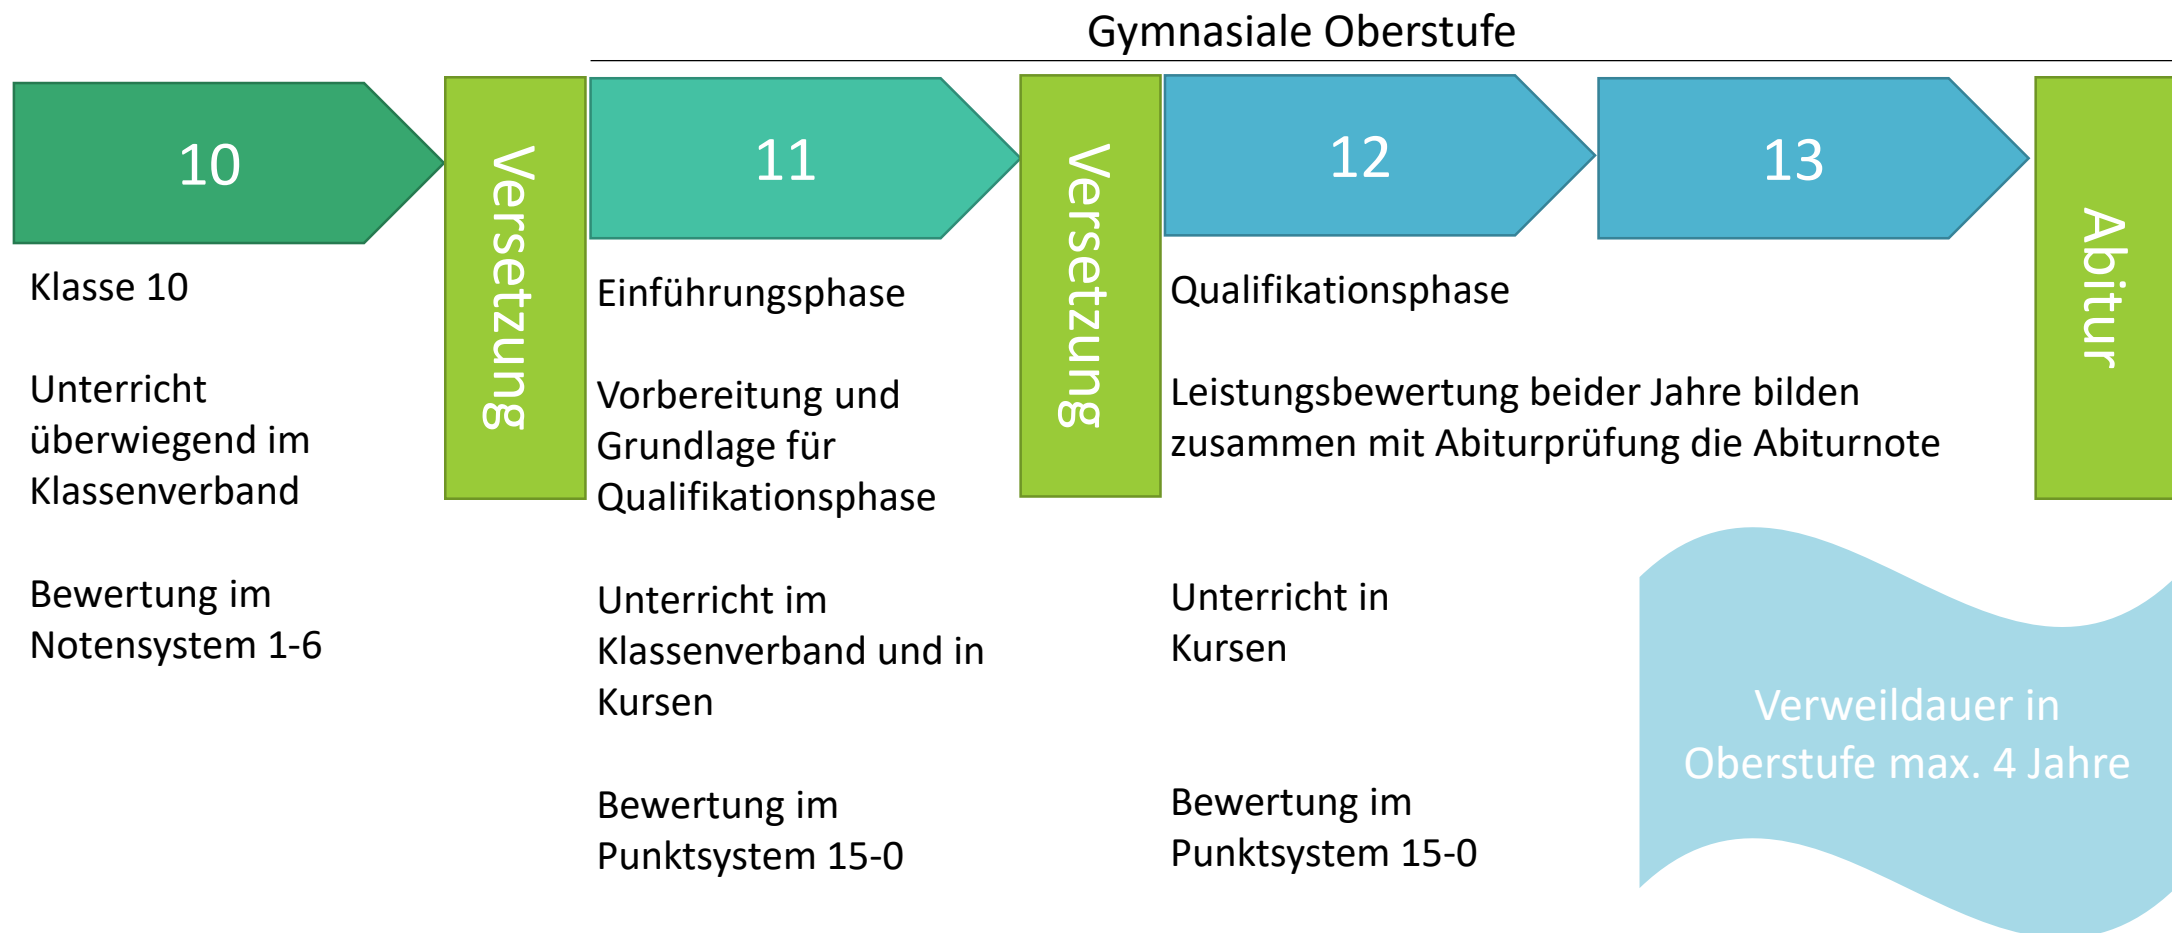 Gymnasiale Oberstufe
10
Versetzung
11
Versetzung
12
13
Abitur
Klasse 10
Unterricht
überwiegend im
Klassenverband
Bewertung im
Notensystem 1-6
Einführungsphase
Vorbereitung und
Grundlage für
Qualifikationsphase
Unterricht im
Klassenverband und in
Kursen
Bewertung im
Punktsystem 15-0
Qualifikationsphase
Leistungsbewertung beider Jahre bilden
zusammen mit Abiturprüfung die Abiturnote
Unterricht in
Kursen
Bewertung im
Punktsystem 15-0
Verweildauer in
Oberstufe max. 4 Jahre